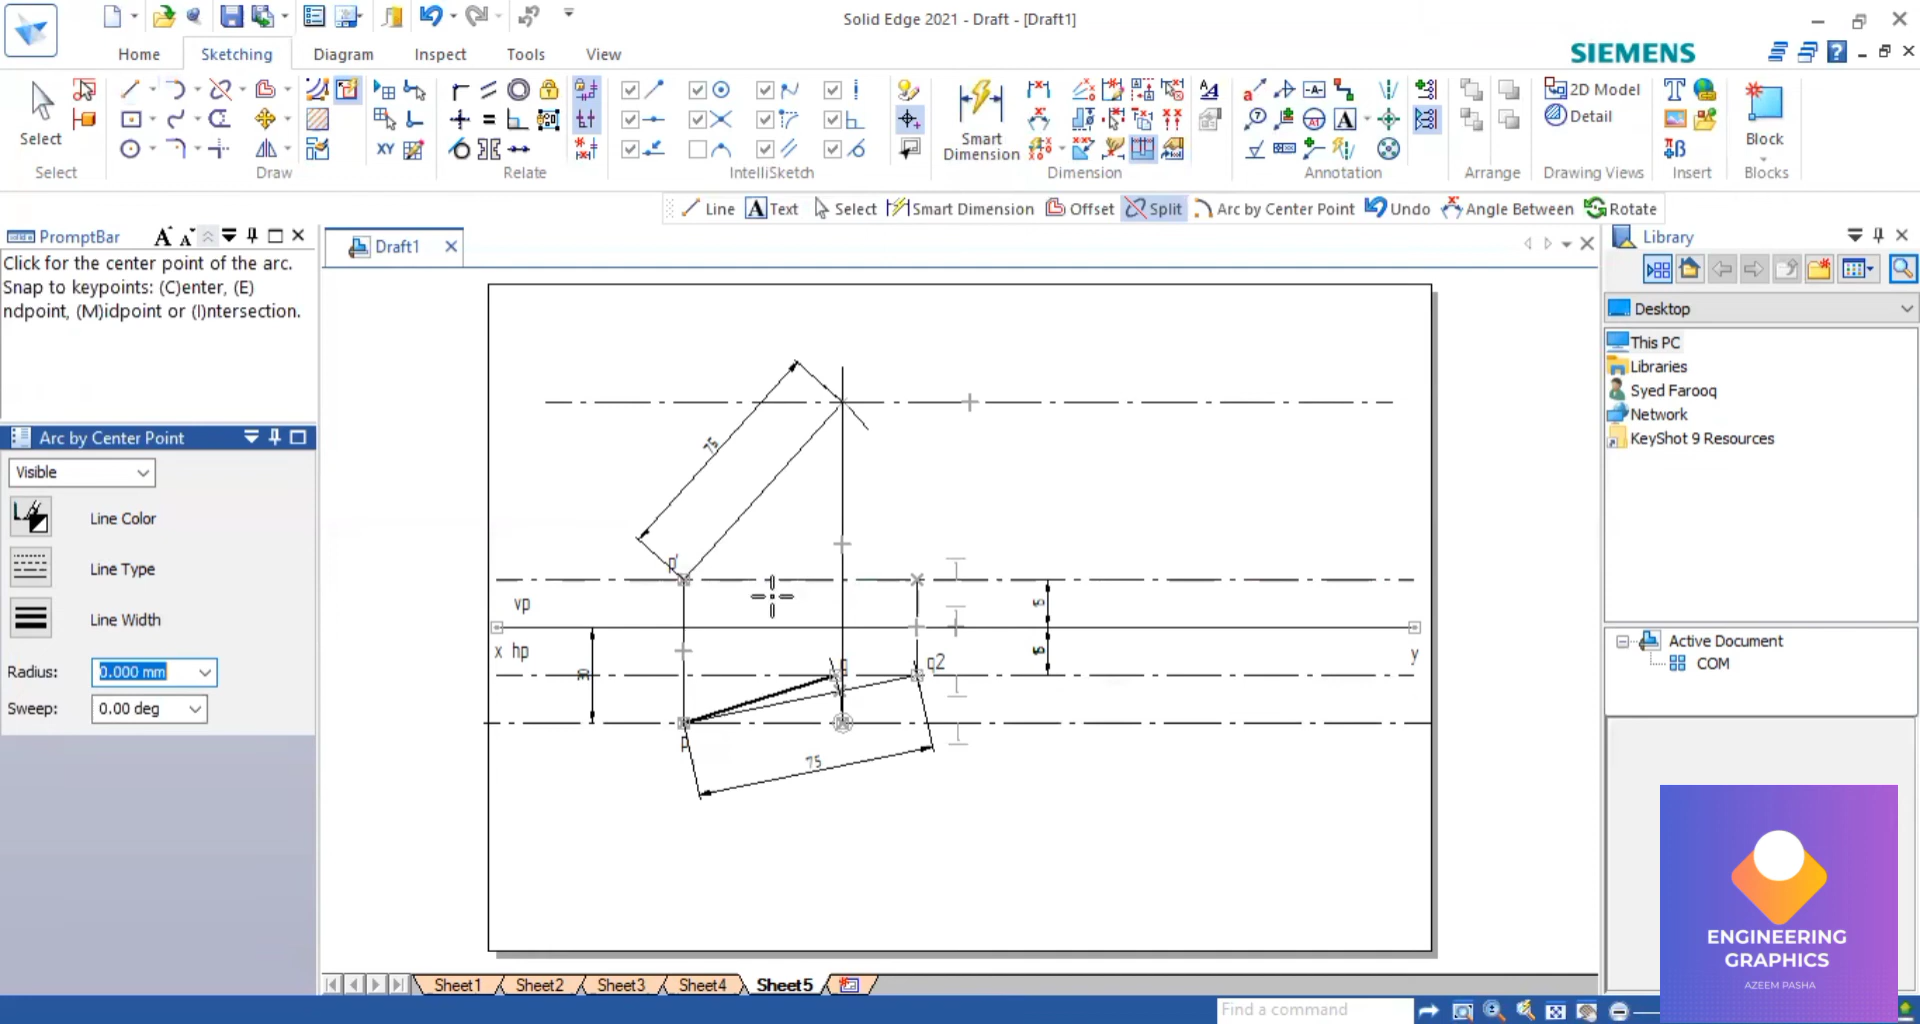 Solid Edge 2021 - Draft - [Draft1]
Home
Sketching
Diagram
Inspect
Tools
View
SIEMENS
Select
Select
XY
Draw
Relate
IntelliSketch
Smart
Dimension
Dimension
Annotation
Arrange
2D Model
Detail
Drawing Views
Insert
Block
Blocks
Line
Text
Select
Smart Dimension
Offset
Split
Arc by Center Point
Undo
Angle Between
Rotate
PromptBar
Click for the center point of the arc.
Snap to keypoints: (C)enter, (E)
ndpoint, (M)idpoint or (I)ntersection.
Draft1
Library
Desktop
This PC
Libraries
Syed Farooq
Network
KeyShot 9 Resources
Arc by Center Point
Visible
Line Color
Line Type
Line Width
Radius:
0.000 mm
Sweep:
0.00 deg
75
p'
vp
x hp
y
q
q2
p
75
Active Document
COM
ENGINEERING
GRAPHICS
AZEEM PASHA
Sheet1
Sheet2
Sheet3
Sheet4
Sheet5
Find a command